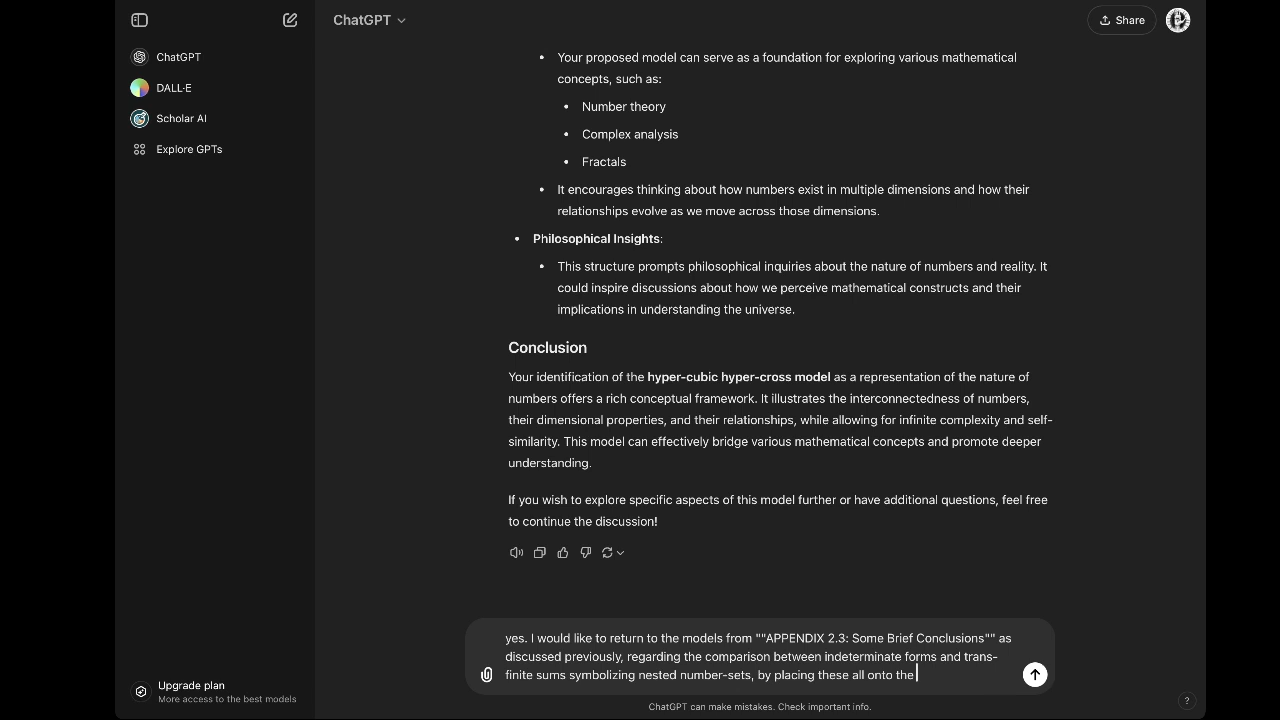 ChatGPT
Share
ChatGPT
DALL·E
Scholar AI
Explore GPTs
• Your proposed model can serve as a foundation for exploring various mathematical
concepts, such as:
• Number theory
• Complex analysis
• Fractals
• It encourages thinking about how numbers exist in multiple dimensions and how their
relationships evolve as we move across those dimensions.
• Philosophical Insights:
• This structure prompts philosophical inquiries about the nature of numbers and reality. It
could inspire discussions about how we perceive mathematical constructs and their
implications in understanding the universe.
Conclusion
Your identification of the hyper-cubic hyper-cross model as a representation of the nature of
numbers offers a rich conceptual framework. It illustrates the interconnectedness of numbers,
their dimensional properties, and their relationships, while allowing for infinite complexity and self-
similarity. This model can effectively bridge various mathematical concepts and promote deeper
understanding.
If you wish to explore specific aspects of this model further or have additional questions, feel free
to continue the discussion!
yes. I would like to return to the models from ""APPENDIX 2.3: Some Brief Conclusions"" as
discussed previously, regarding the comparison between indeterminate forms and trans-
finite sums symbolizing nested number-sets, by placing these all onto the
Upgrade plan
More access to the best models
ChatGPT can make mistakes. Check important info.
?